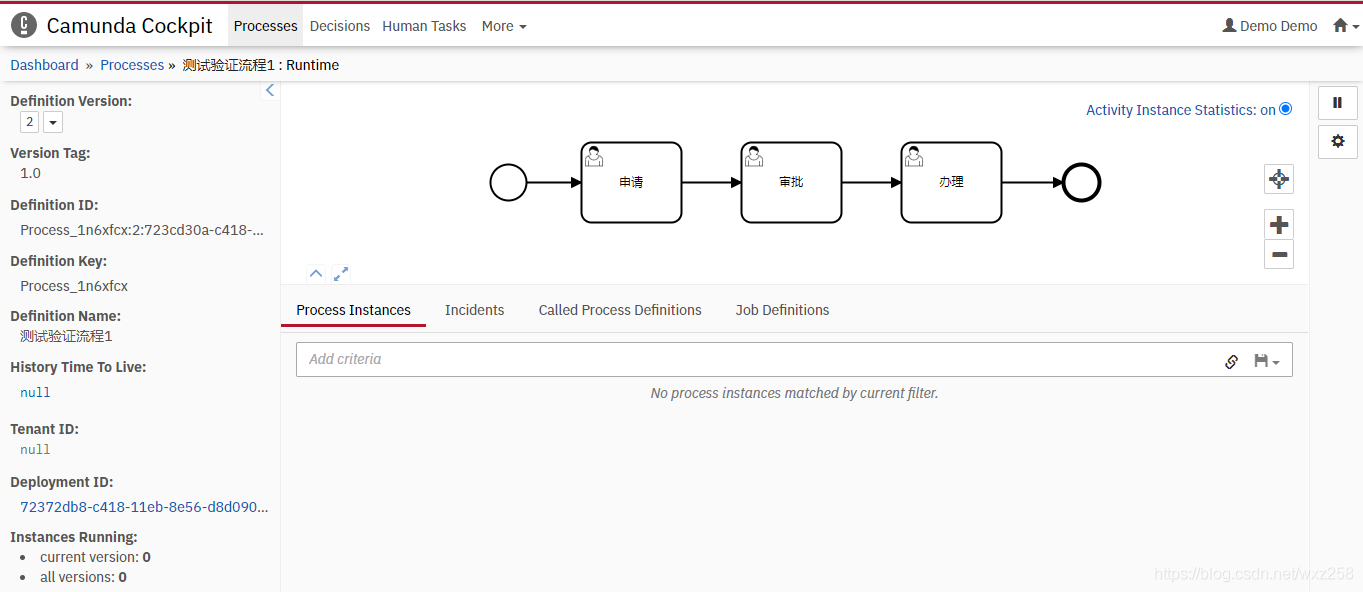 Camunda Cockpit Processes Decisions Human Tasks More Demo Demo
Dashboard » Processes » 测试验证流程1 : Runtime
Definition Version:
2
Version Tag:
1.0
Definition ID:
Process_1n6xfcx:2:723cd30a-c418-...
Definition Key:
Process_1n6xfcx
Definition Name:
测试验证流程1
History Time To Live:
null
Tenant ID:
null
Deployment ID:
72372db8-c418-11eb-8e56-d8d090...
Instances Running:
current version: 0
all versions: 0
Activity Instance Statistics: on
申请
审批
办理
Process Instances Incidents Called Process Definitions Job Definitions
Add criteria
No process instances matched by current filter.
https://blog.csdn.net/wxz258